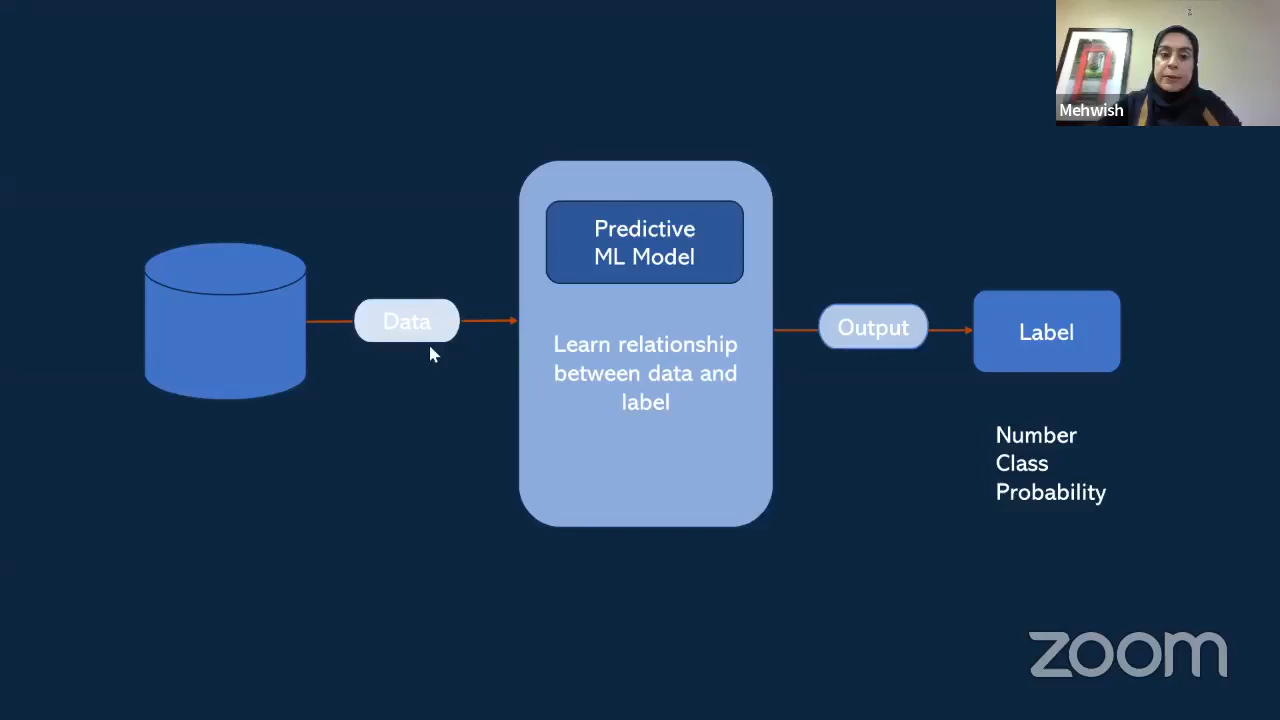 Mehwish
Predictive
ML Model
Data
Learn relationship
between data and
label
Output
Label
Number
Class
Probability
zoom